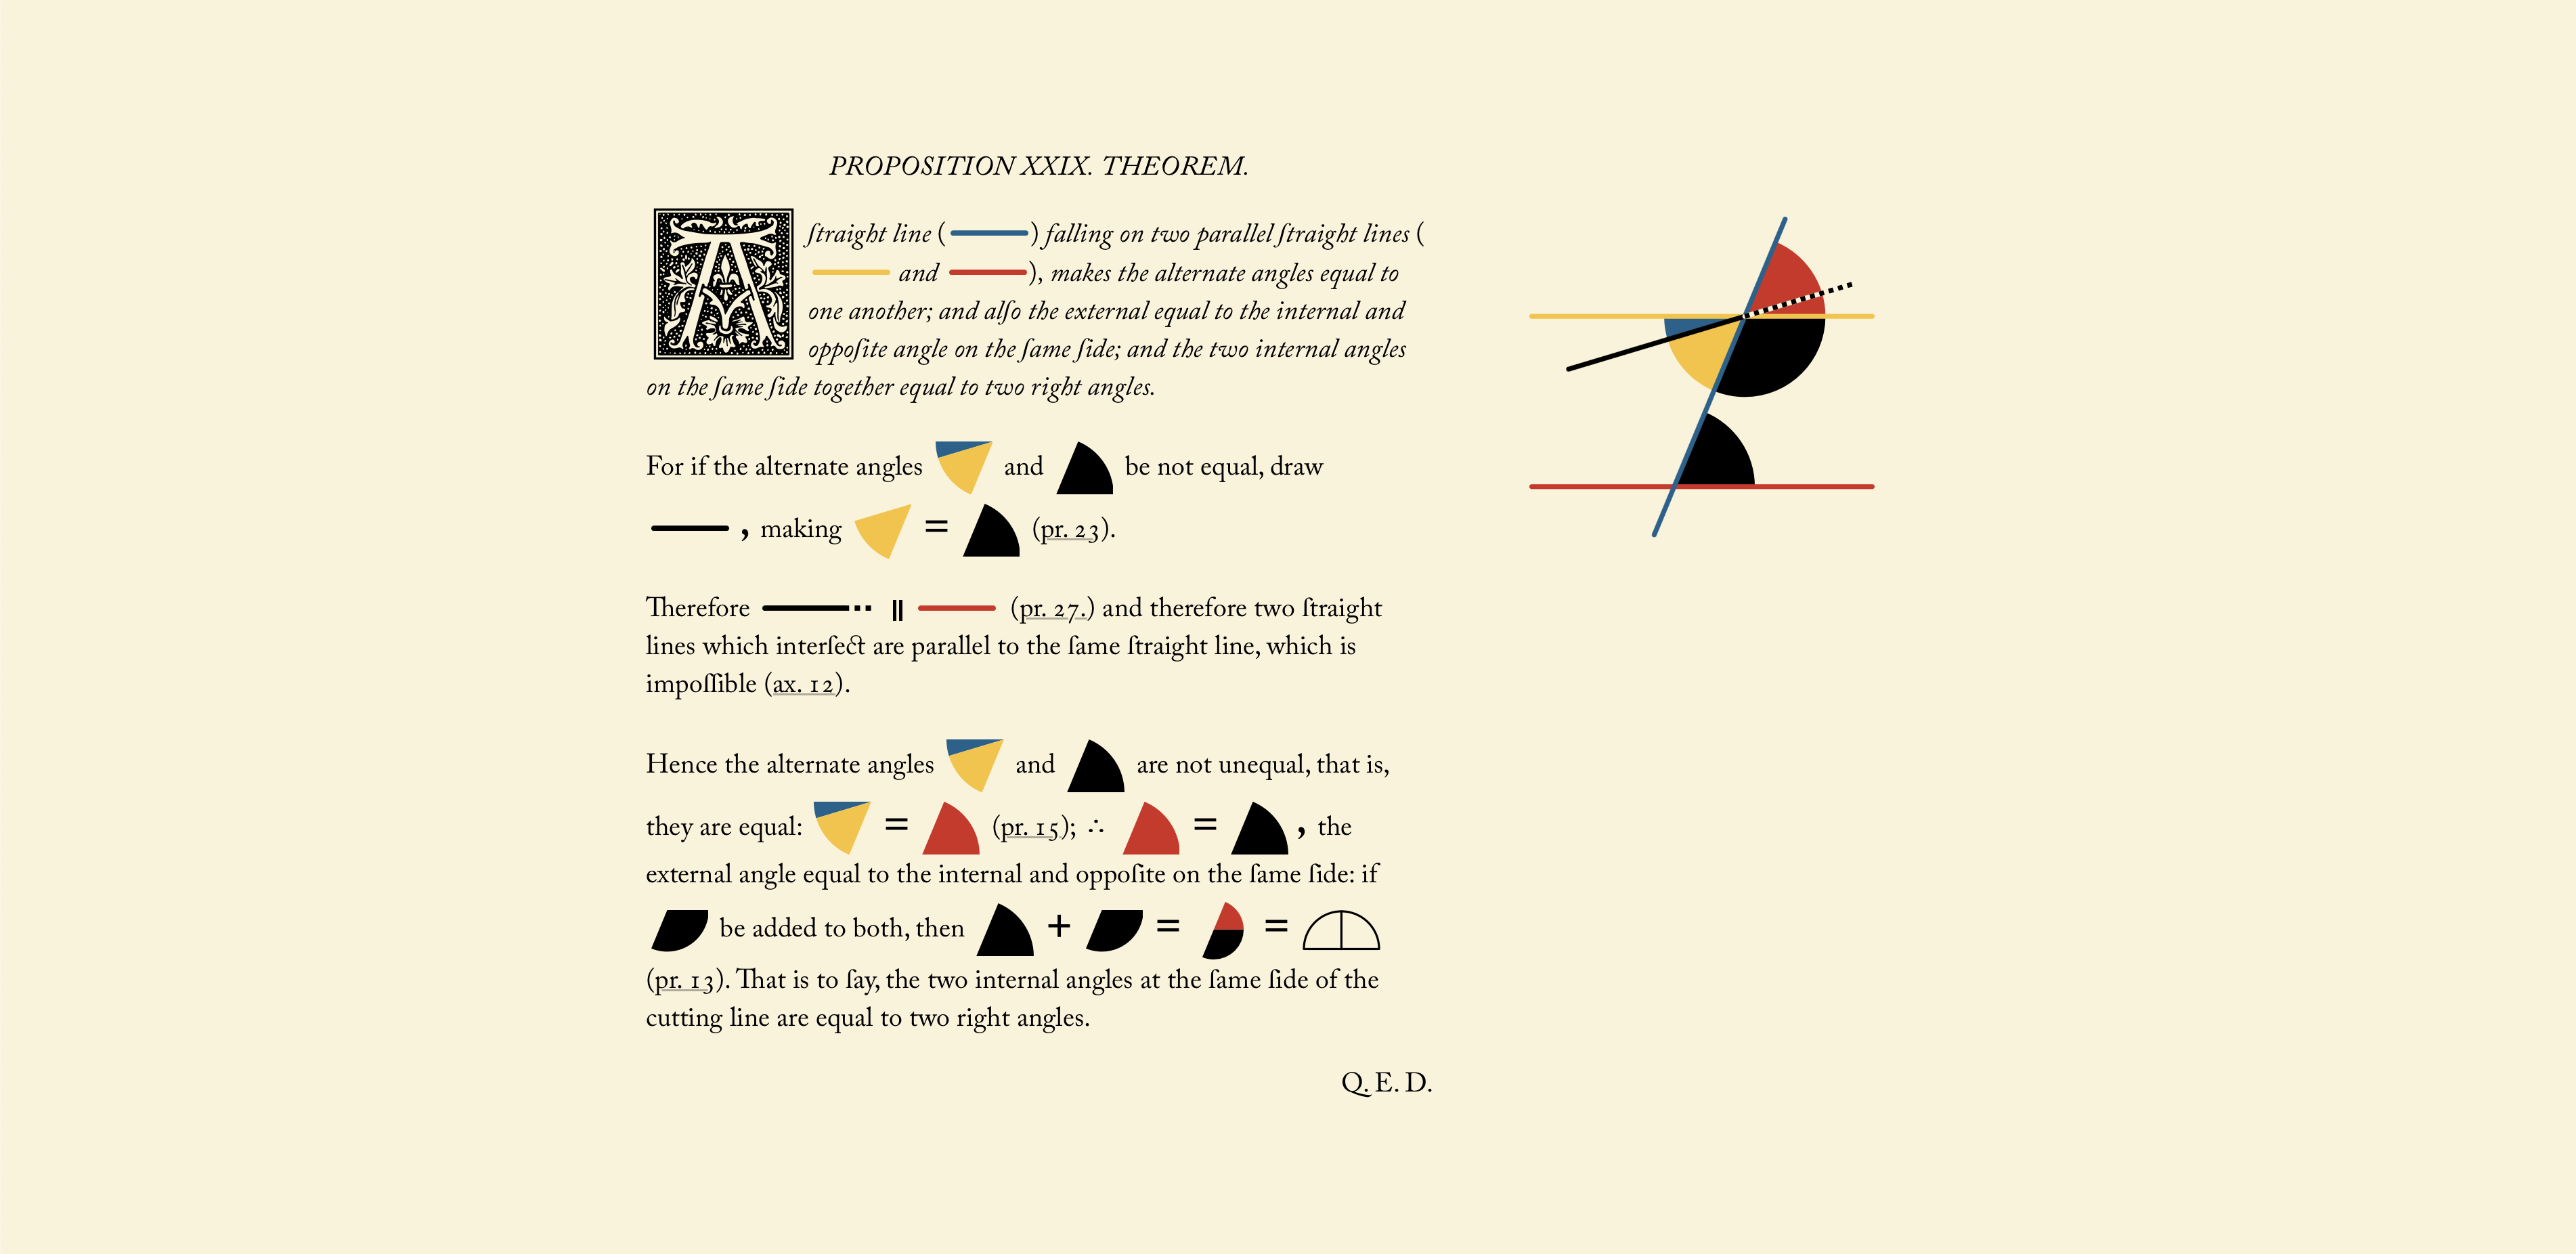 PROPOSITION XXIX. THEOREM.
A ſtraight line ( ) falling on two parallel ſtraight lines (
and ), makes the alternate angles equal to
one another; and alſo the external equal to the internal and
oppoſite angle on the ſame ſide; and the two internal angles
on the ſame ſide together equal to two right angles.
For if the alternate angles and be not equal, draw
, making = (pr. 23).
Therefore ∥ (pr. 27.) and therefore two ſtraight
lines which interſect are parallel to the ſame ſtraight line, which is
impoſſible (ax. 12).
Hence the alternate angles and are not unequal, that is,
they are equal: = (pr. 15); ∴ = , the
external angle equal to the internal and oppoſite on the ſame ſide: if
be added to both, then + = =
(pr. 13). That is to ſay, the two internal angles at the ſame ſide of the
cutting line are equal to two right angles.
Q. E. D.